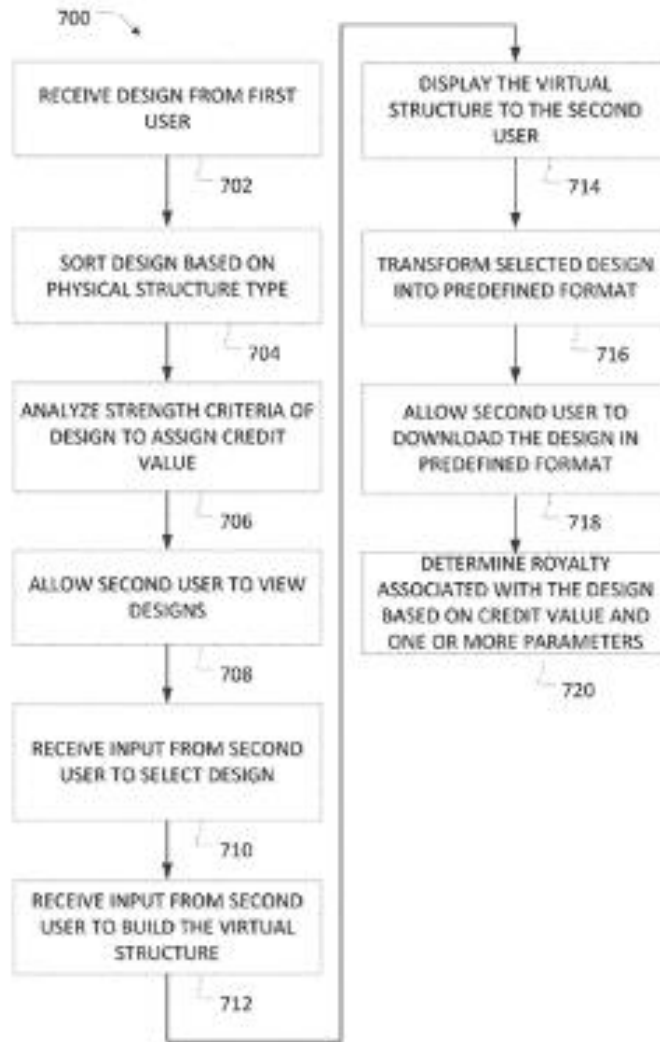 700
RECEIVE DESIGN FROM FIRST
USER
702
SORT DESIGN BASED ON
PHYSICAL STRUCTURE TYPE
704
ANALYZE STRENGTH CRITERIA OF
DESIGN TO ASSIGN CREDIT
VALUE
706
ALLOW SECOND USER TO VIEW
DESIGNS
708
RECEIVE INPUT FROM SECOND
USER TO SELECT DESIGN
710
RECEIVE INPUT FROM SECOND
USER TO BUILD THE VIRTUAL
STRUCTURE
712
DISPLAY THE VIRTUAL
STRUCTURE TO THE SECOND
USER
714
TRANSFORM SELECTED DESIGN
INTO PREDEFINED FORMAT
716
ALLOW SECOND USER TO
DOWNLOAD THE DESIGN IN
PREDEFINED FORMAT
718
DETERMINE ROYALTY
ASSOCIATED WITH THE DESIGN
BASED ON CREDIT VALUE AND
ONE OR MORE PARAMETERS
720